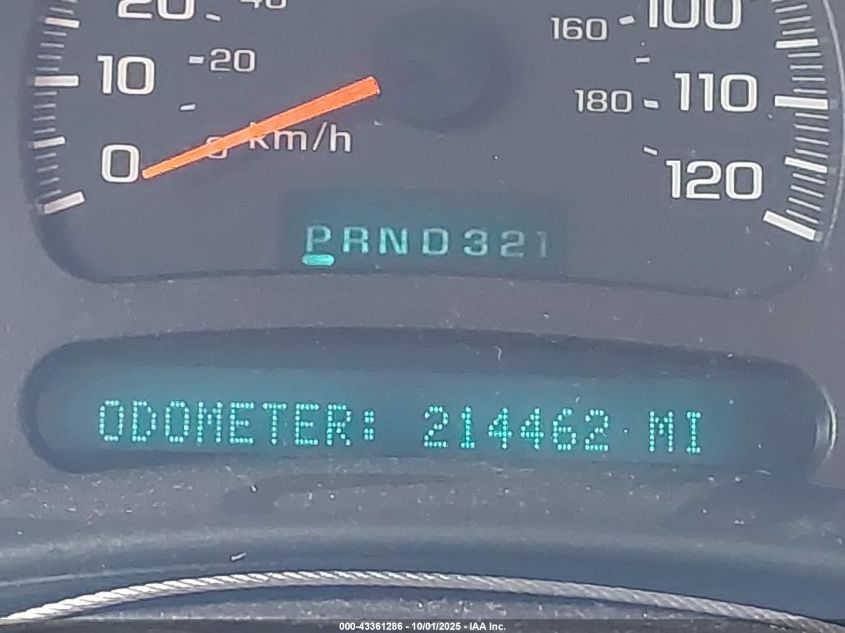 20 40 160 100
10 20 180 110
0 0 km/h 120
PRND321
ODOMETER: 214462 MI
000-43361286 - 10/01/2025 - IAA Inc.